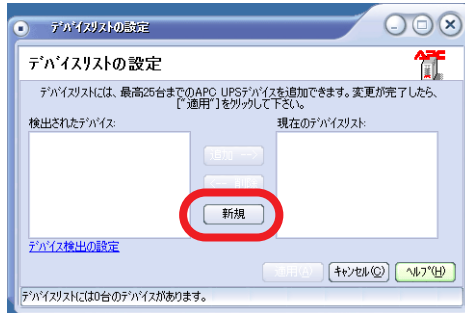 デバイスリストの設定
デバイスリストの設定
APC
デバイスリストには、最高25台までのAPC UPSデバイスを追加できます。変更が完了したら、
["適用"]をクリックして下さい。
検出されたデバイス:
現在のデバイスリスト:
追加 -->
<-- 削除
新規
デバイス検出の設定
適用(A)
キャンセル(C)
ヘルプ(H)
デバイスリストには0台のデバイスがあります。